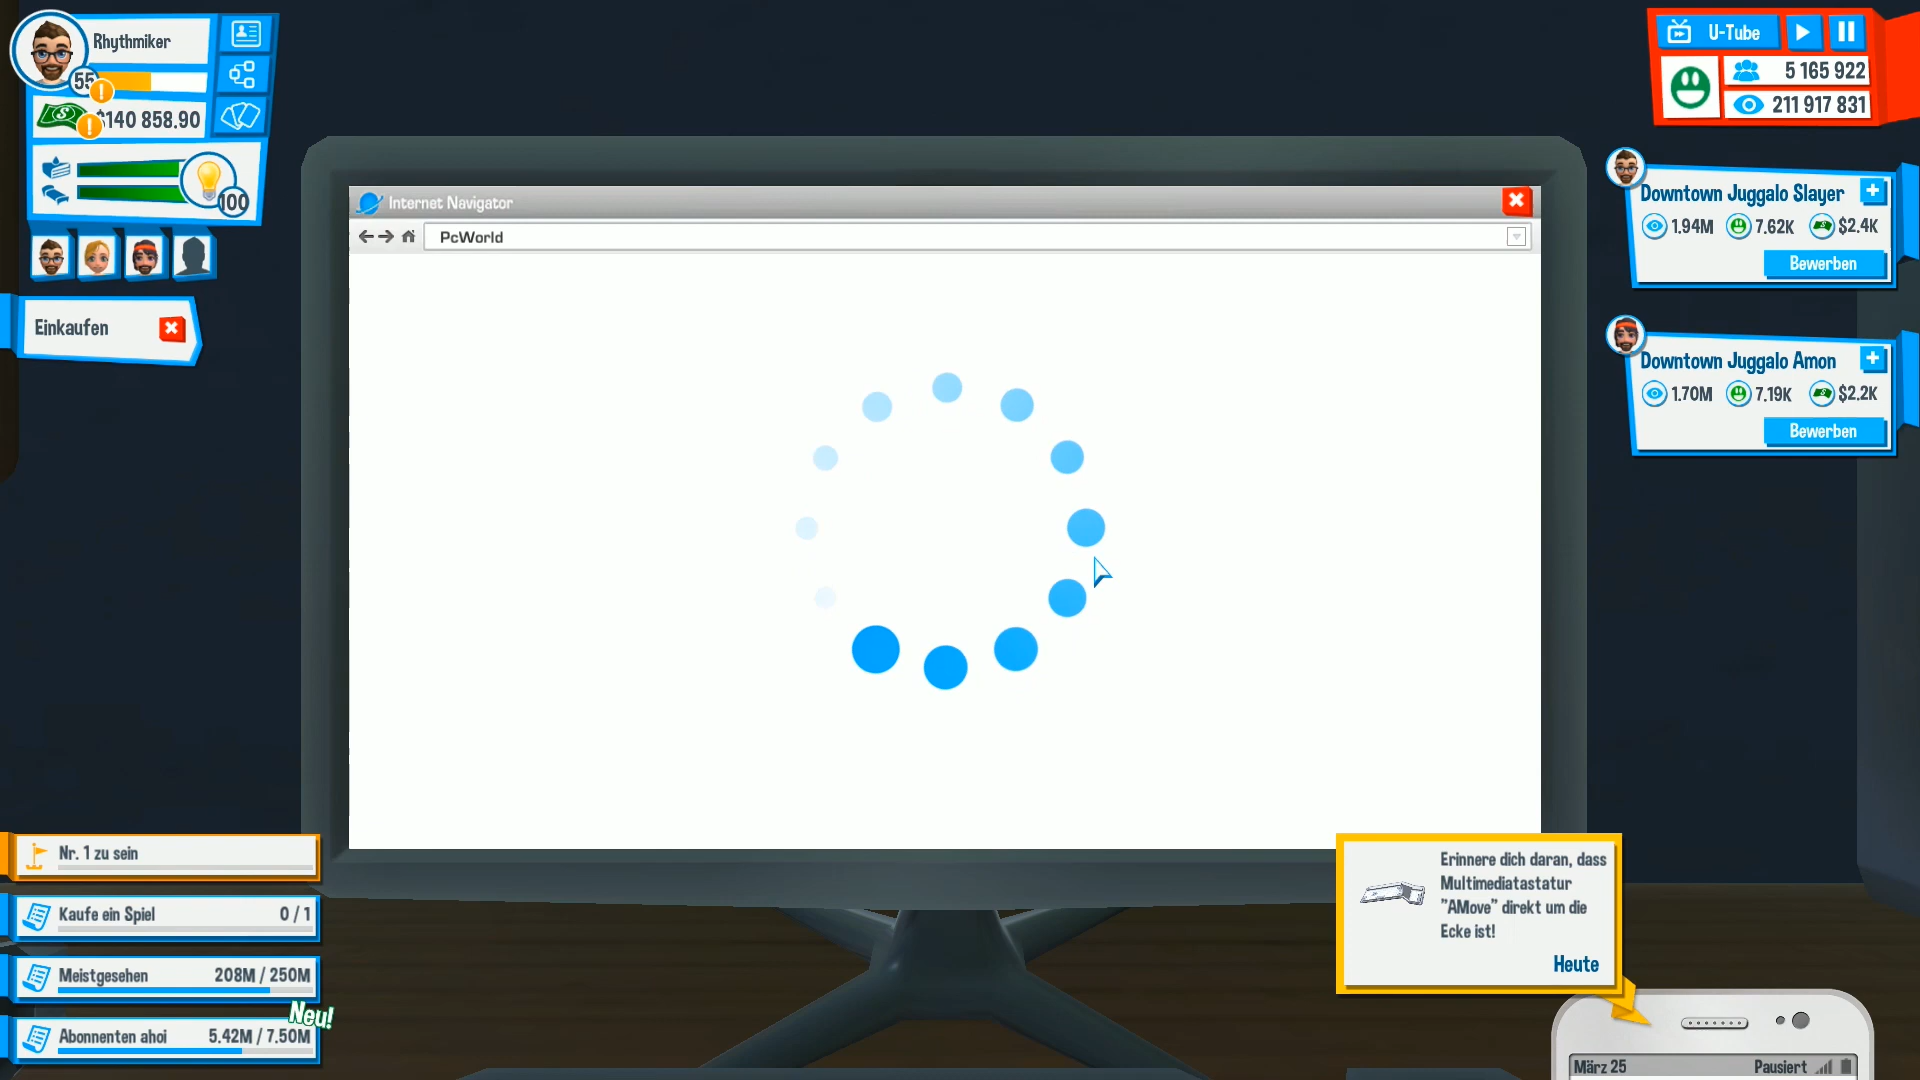 Rhythmiker
55
$140 858.90
100
Einkaufen
U-Tube
5 165 922
211 917 831
Downtown Juggalo Slayer
1.94M 7.62K $2.4K
Bewerben
Downtown Juggalo Amon
1.70M 7.19K $2.2K
Bewerben
Internet Navigator
PcWorld
Nr. 1 zu sein
Kaufe ein Spiel 0 / 1
Meistgesehen 208M / 250M
Neu!
Abonnenten ahoi 5.42M / 7.50M
Erinnere dich daran, dass
Multimediatastatur
"AMove" direkt um die
Ecke ist!
Heute
März 25 Pausiert